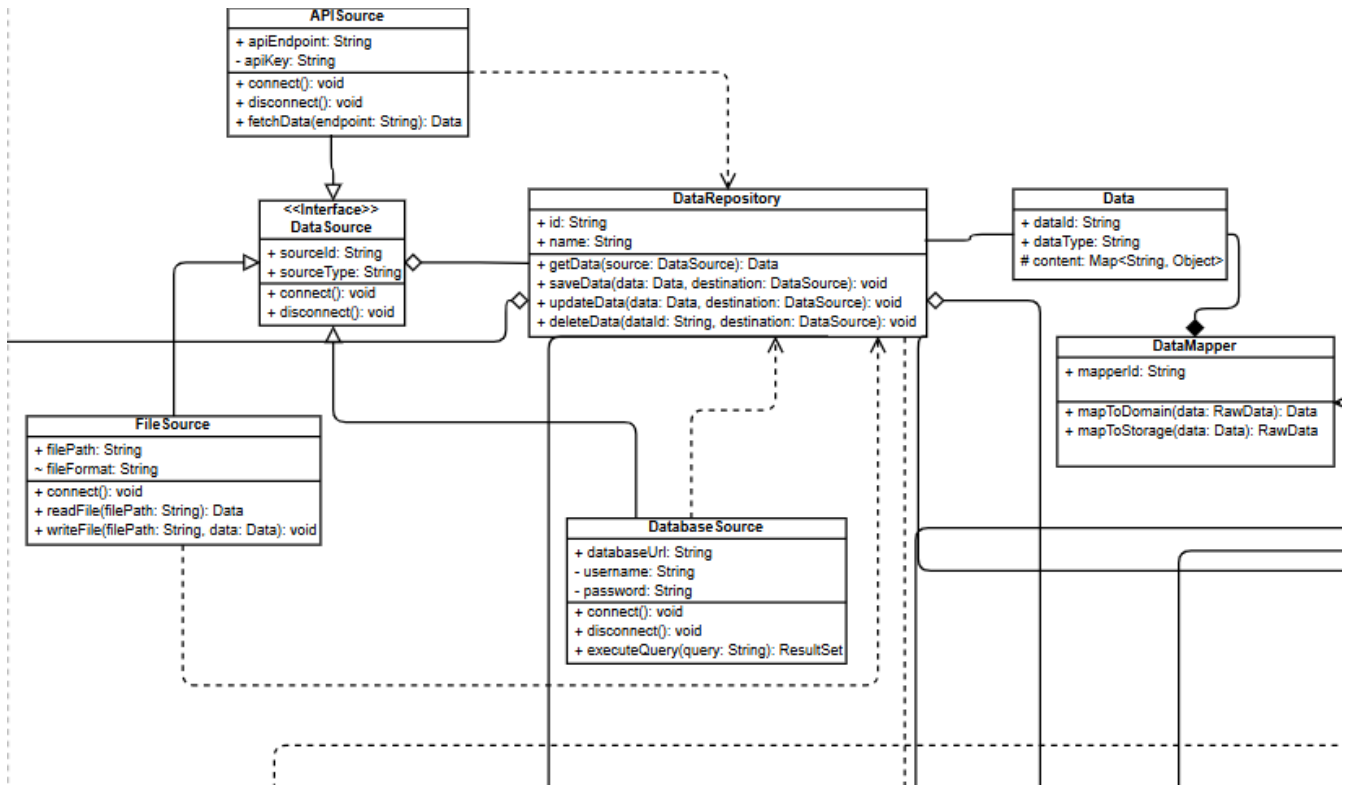 APISource
+ apiEndpoint: String
- apiKey: String
+ connect(): void
+ disconnect(): void
+ fetchData(endpoint: String): Data
<<Interface>>
DataSource
+ sourceId: String
+ sourceType: String
+ connect(): void
+ disconnect(): void
DataRepository
+ id: String
+ name: String
+ getData(source: DataSource): Data
+ saveData(data: Data, destination: DataSource): void
+ updateData(data: Data, destination: DataSource): void
+ deleteData(dataId: String, destination: DataSource): void
Data
+ dataId: String
+ dataType: String
# content: Map<String, Object>
DataMapper
+ mapperId: String
+ mapToDomain(data: RawData): Data
+ mapToStorage(data: Data): RawData
FileSource
+ filePath: String
~ fileFormat: String
+ connect(): void
+ readFile(filePath: String): Data
+ writeFile(filePath: String, data: Data): void
DatabaseSource
+ databaseUrl: String
- username: String
- password: String
+ connect(): void
+ disconnect(): void
+ executeQuery(query: String): ResultSet